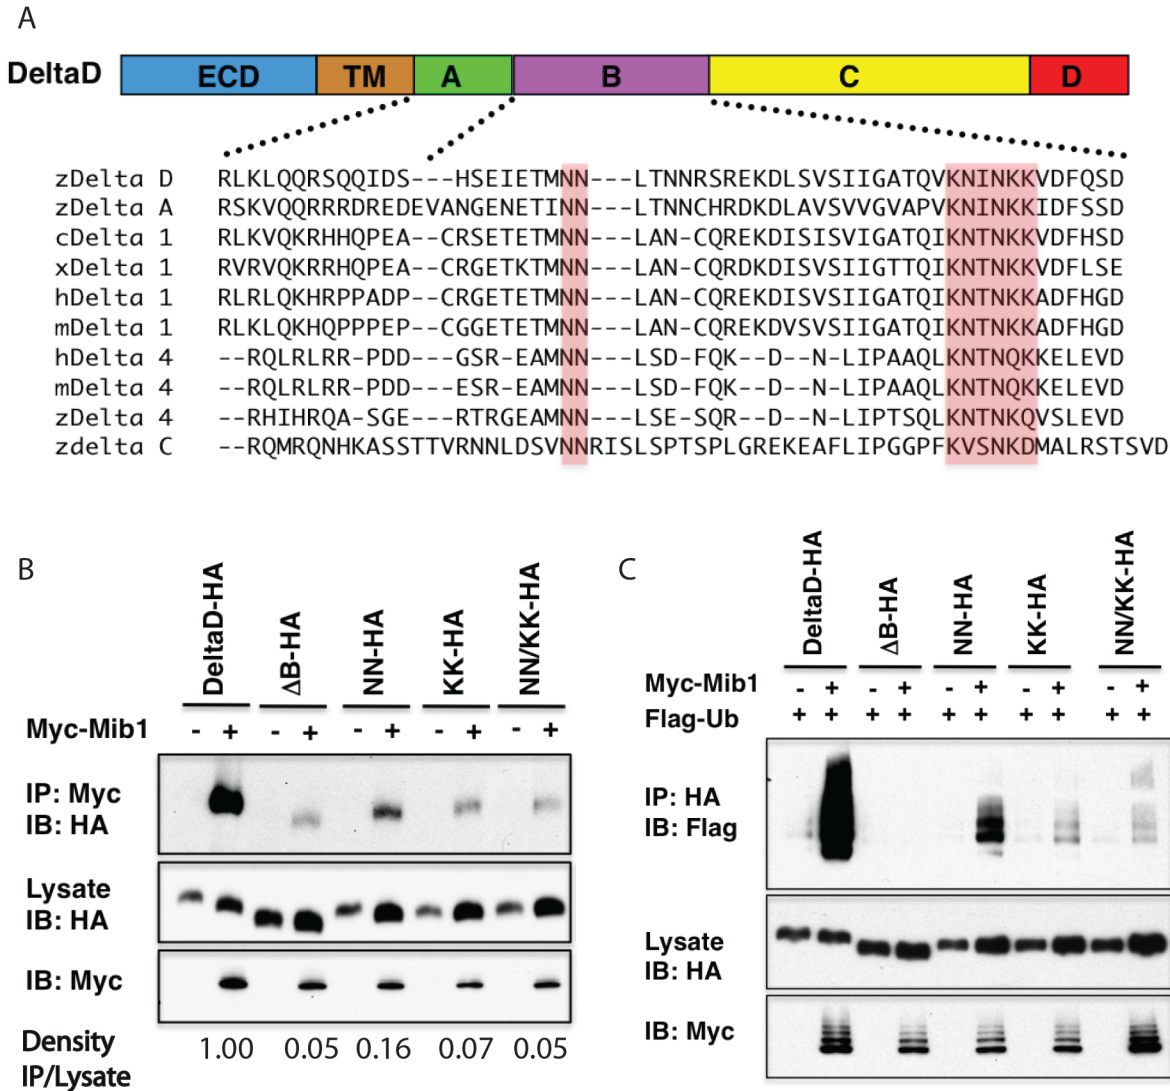 A
DeltaD ECD TM A B C D
zDelta D RLKLQQRSQQIDS---HSEIETMNN---LTNNRSREKDLSVSIIGATQVKNINKKVDFQSD
zDelta A RSKVQQRRRDREDEVANGENETINN---LTNNCHRDKDLAVSVVGVAPVKNINKKIDFSSD
cDelta 1 RLKVQKRHHQPEA--CRSETETMNN---LAN-CQREKDISISVIGATQIKNTNKKVDFHSD
xDelta 1 RVRVQKRRHQPEA--CRGETKTMNN---LAN-CQRDKDISVSIIGTTQIKNTNKKVDFLSE
hDelta 1 RLRLQKHRPPADP--CRGETETMNN---LAN-CQREKDISVSIIGATQIKNTNKKADFHGD
mDelta 1 RLKLQKHQPPPEP--CGGETETMNN---LAN-CQREKDVSVSIIGATQIKNTNKKADFHGD
hDelta 4 --RQLRLRR-PDD---GSR-EAMNN---LSD-FQK--D--N-LIPAAQLKNTNQKKELEVD
mDelta 4 --RQLRLRR-PDD---ESR-EAMNN---LSD-FQK--D--N-LIPAAQLKNTNQKKELEVD
zDelta 4 --RHIHRQA-SGE---RTRGEAMNN---LSE-SQR--D--N-LIPTSQLKNTNKQVSLEVD
zdelta C --RQMRQNHKASSTTVRNNLDSVNNRISLSPTSPLGREKEAFLIPGGPFKVSNKDMALRSTSVD
B
DeltaD-HA ΔB-HA NN-HA KK-HA NN/KK-HA
Myc-Mib1 - + - + - + - + - +
IP: Myc
IB: HA
Lysate
IB: HA
IB: Myc
Density
IP/Lysate
1.00 0.05 0.16 0.07 0.05
C
DeltaD-HA ΔB-HA NN-HA KK-HA NN/KK-HA
Myc-Mib1 - + - + - + - + - +
Flag-Ub + + + + + + + + + +
IP: HA
IB: Flag
Lysate
IB: HA
IB: Myc